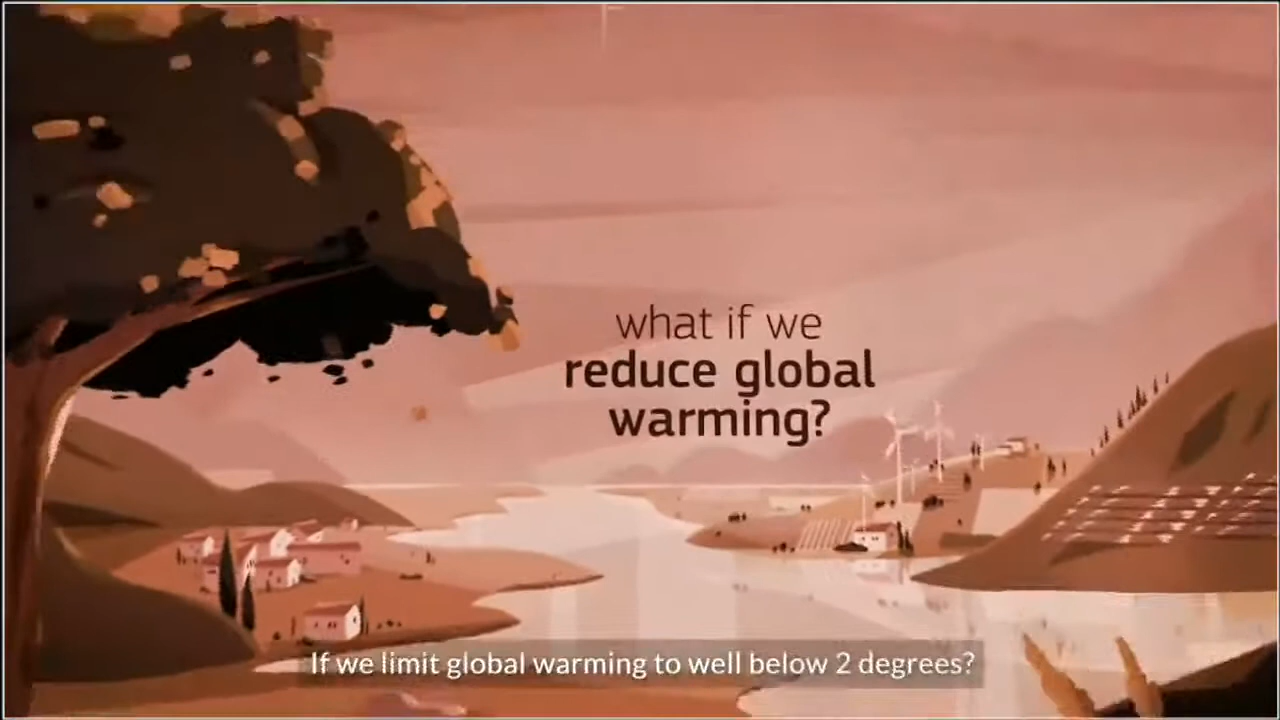 what if we
reduce global
warming?
If we limit global warming to well below 2 degrees?